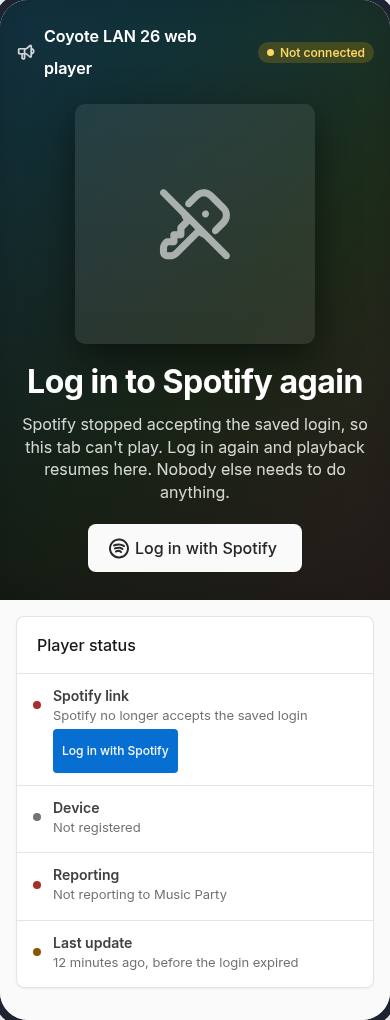 Coyote LAN 26 web
player
Not connected
Log in to Spotify again
Spotify stopped accepting the saved login, so
this tab can't play. Log in again and playback
resumes here. Nobody else needs to do
anything.
Log in with Spotify
Player status
Spotify link
Spotify no longer accepts the saved login
Log in with Spotify
Device
Not registered
Reporting
Not reporting to Music Party
Last update
12 minutes ago, before the login expired